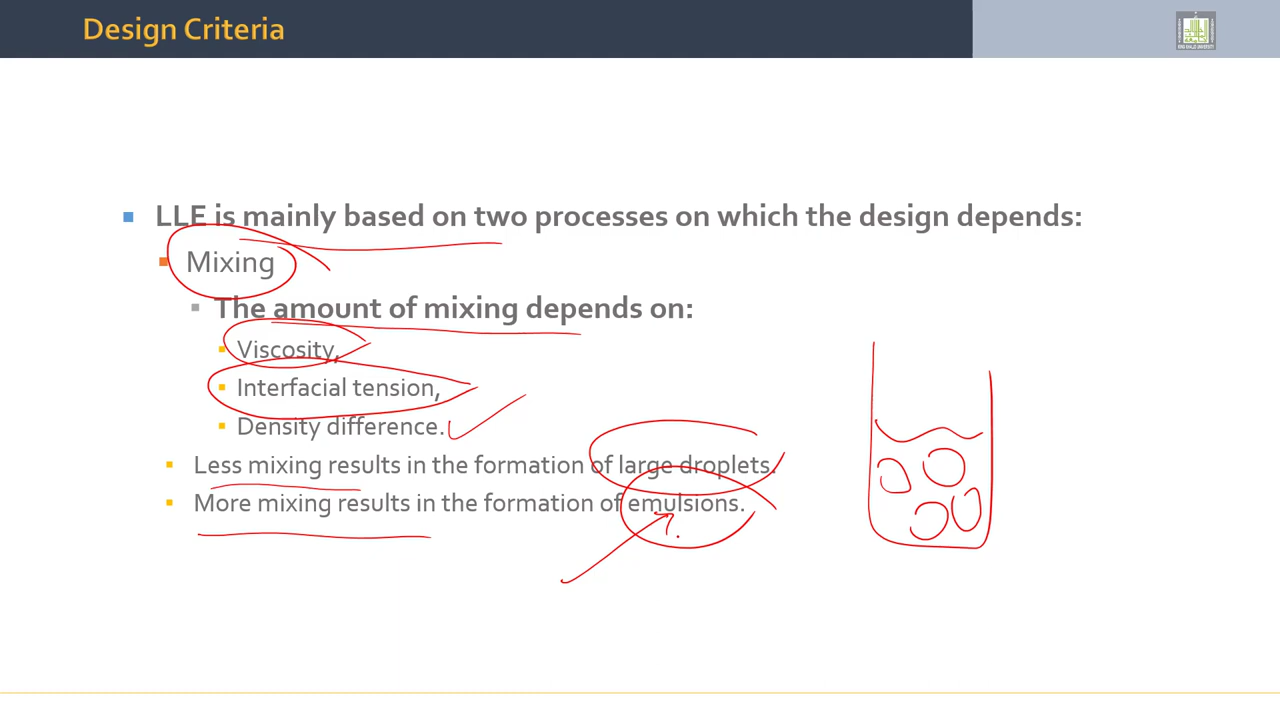 Design Criteria
LLE is mainly based on two processes on which the design depends:
Mixing
The amount of mixing depends on:
Viscosity,
Interfacial tension,
Density difference.
Less mixing results in the formation of large droplets.
More mixing results in the formation of emulsions.
?